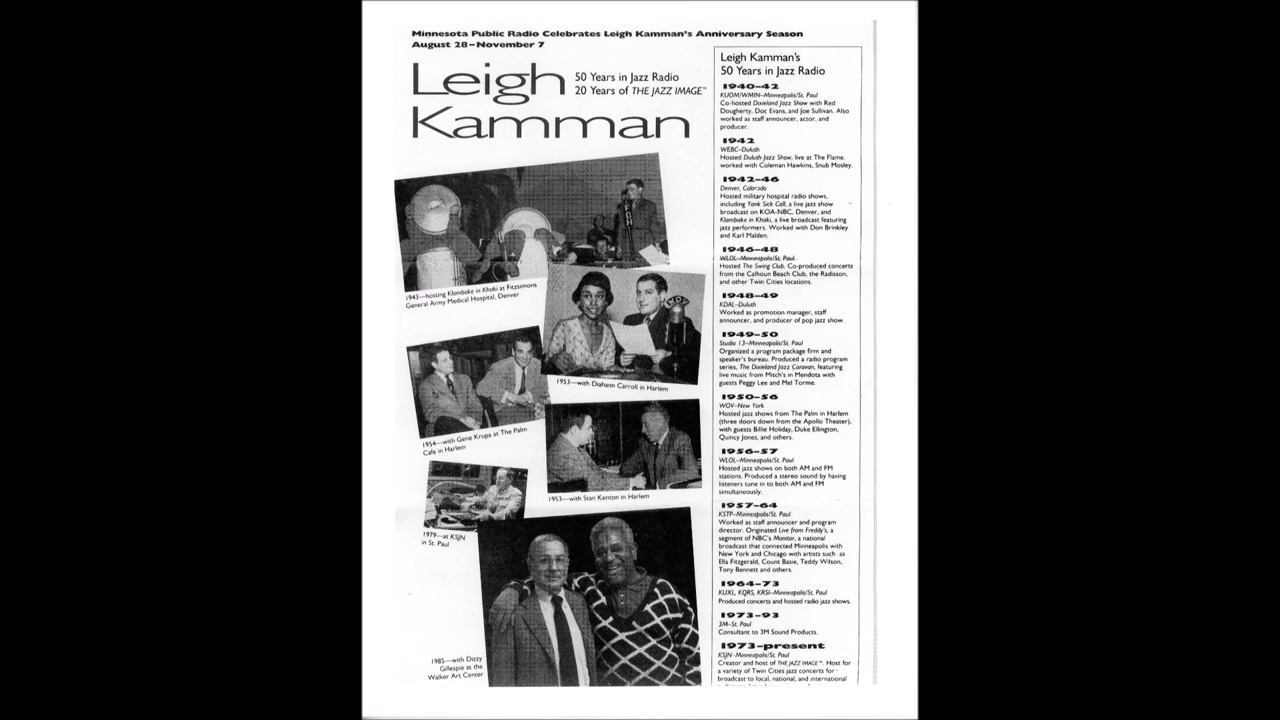 Minnesota Public Radio Celebrates Leigh Kamman's Anniversary Season
August 28–November 7
Leigh
Kamman
50 Years in Jazz Radio
20 Years of THE JAZZ IMAGE™
PGH
1943—hosting Klambake in Khaki at Fitzsimons
General Army Medical Hospital, Denver
WOV
1953—with Diahann Carroll in Harlem
1954—with Gene Krupa at The Palm
Cafe in Harlem
1953—with Stan Kenton in Harlem
1979—at KSJN
in St. Paul
1985—with Dizzy
Gillespie at the
Walker Art Center
Leigh Kamman's
50 Years in Jazz Radio
1940–42
KUOM/WMIN–Minneapolis/St. Paul
Co-hosted Dixieland Jazz Show with Red
Dougherty, Doc Evans, and Joe Sullivan. Also
worked as staff announcer, actor, and
producer.
1942
WEBC–Duluth
Hosted Duluth Jazz Show, live at The Flame,
worked with Coleman Hawkins, Snub Mosley.
1942–46
Denver, Colorado
Hosted military hospital radio shows,
including Yank Sick Call, a live jazz show
broadcast on KOA-NBC, Denver, and
Klambake in Khaki, a live broadcast featuring
jazz performers. Worked with Don Brinkley
and Karl Malden.
1946–48
WLOL–Minneapolis/St. Paul
Hosted The Swing Club. Co-produced concerts
from the Calhoun Beach Club, the Radisson,
and other Twin Cities locations.
1948–49
KDAL–Duluth
Worked as promotion manager, staff
announcer, and producer of pop jazz show.
1949–50
Studio 13–Minneapolis/St. Paul
Organized a program package firm and
speaker's bureau. Produced a radio program
series, The Dixieland Jazz Caravan, featuring
live music from Mitch's in Mendota with
guests Peggy Lee and Mel Torme.
1950–56
WOV–New York
Hosted jazz shows from The Palm in Harlem
(three doors down from the Apollo Theater),
with guests Billie Holiday, Duke Ellington,
Quincy Jones, and others.
1956–57
WLOL–Minneapolis/St. Paul
Hosted jazz shows on both AM and FM
stations. Produced a stereo sound by having
listeners tune in to both AM and FM
simultaneously.
1957–64
KSTP–Minneapolis/St. Paul
Worked as staff announcer and program
director. Originated Live from Freddy's, a
segment of NBC's Monitor, a national
broadcast that connected Minneapolis with
New York and Chicago with artists such as
Ella Fitzgerald, Count Basie, Teddy Wilson,
Tony Bennett and others.
1964–73
KUXL, KQRS, KRSI–Minneapolis/St. Paul
Produced concerts and hosted radio jazz shows.
1973–93
3M–St. Paul
Consultant to 3M Sound Products.
1973–present
KSJN–Minneapolis/St. Paul
Creator and host of THE JAZZ IMAGE™. Host for
a variety of Twin Cities jazz concerts for
broadcast to local, national, and international